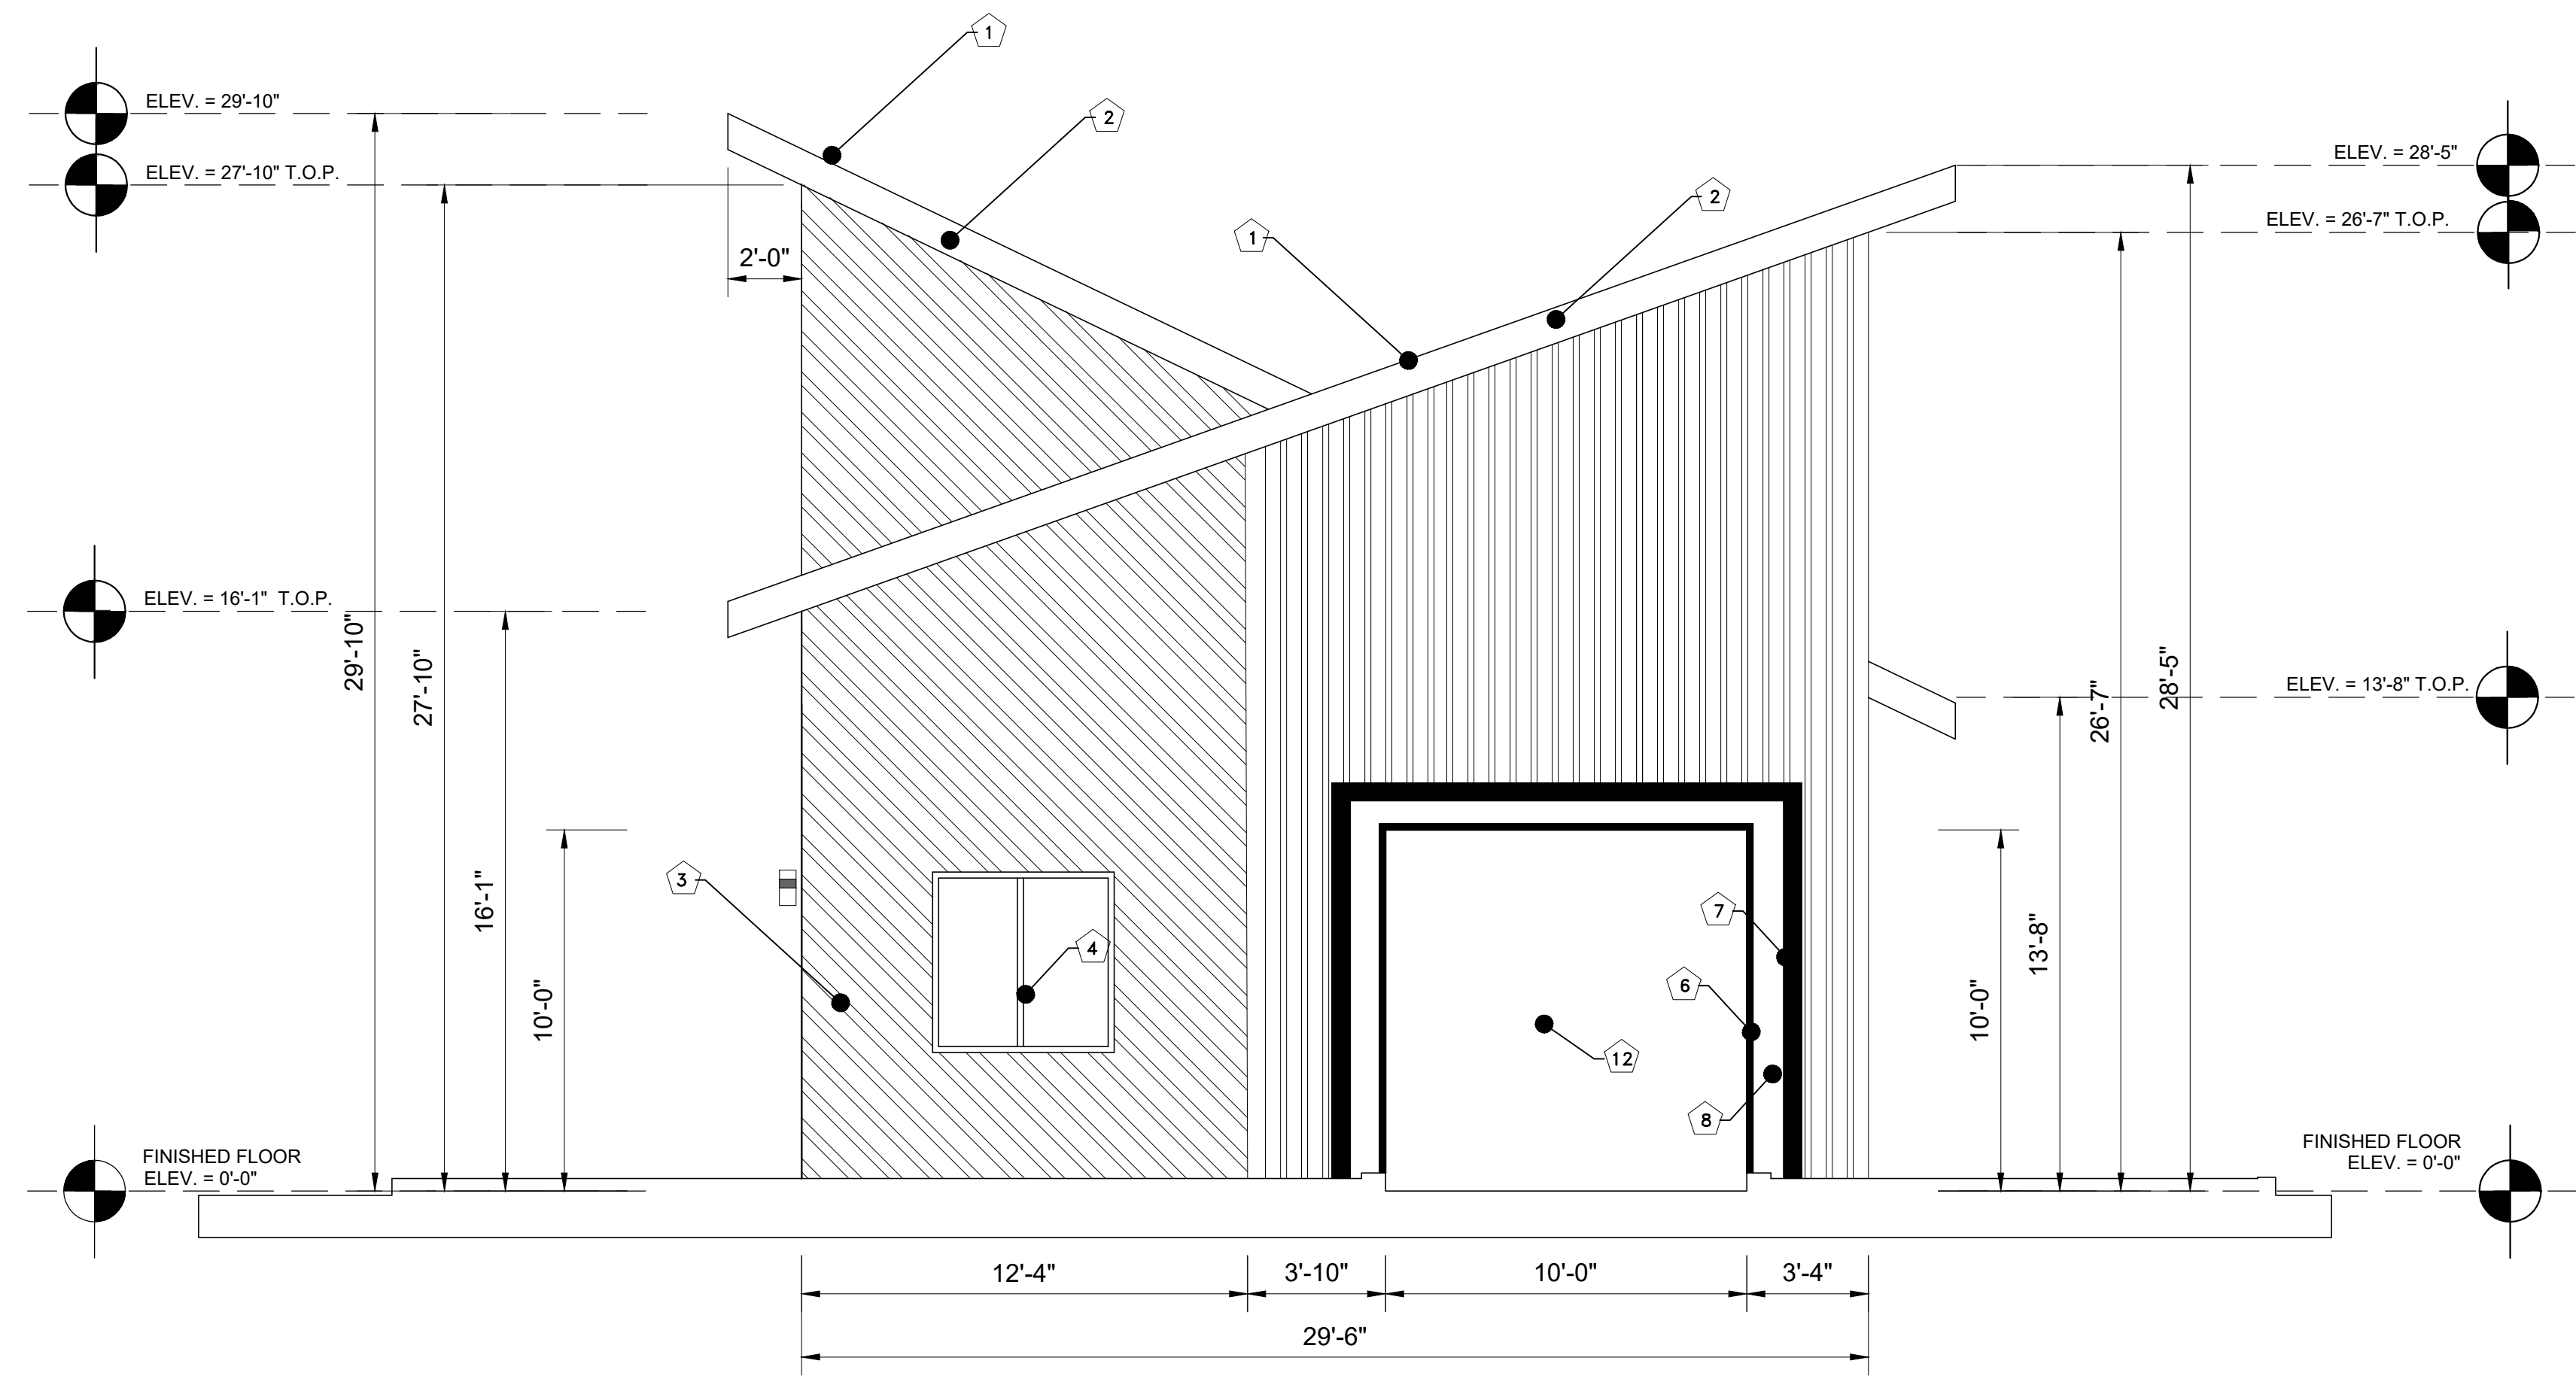 1
ELEV. = 29'-10"
2
ELEV. = 28'-5"
ELEV. = 27'-10" T.O.P.
2
ELEV. = 26'-7" T.O.P.
1
2'-0"
ELEV. = 16'-1" T.O.P.
29'-10"
27'-10"
28'-5"
26'-7"
ELEV. = 13'-8" T.O.P.
3
16'-1"
7
4
13'-8"
6
10'-0"
10'-0"
12
8
FINISHED FLOOR
ELEV. = 0'-0"
FINISHED FLOOR
ELEV. = 0'-0"
12'-4"
3'-10"
10'-0"
3'-4"
29'-6"